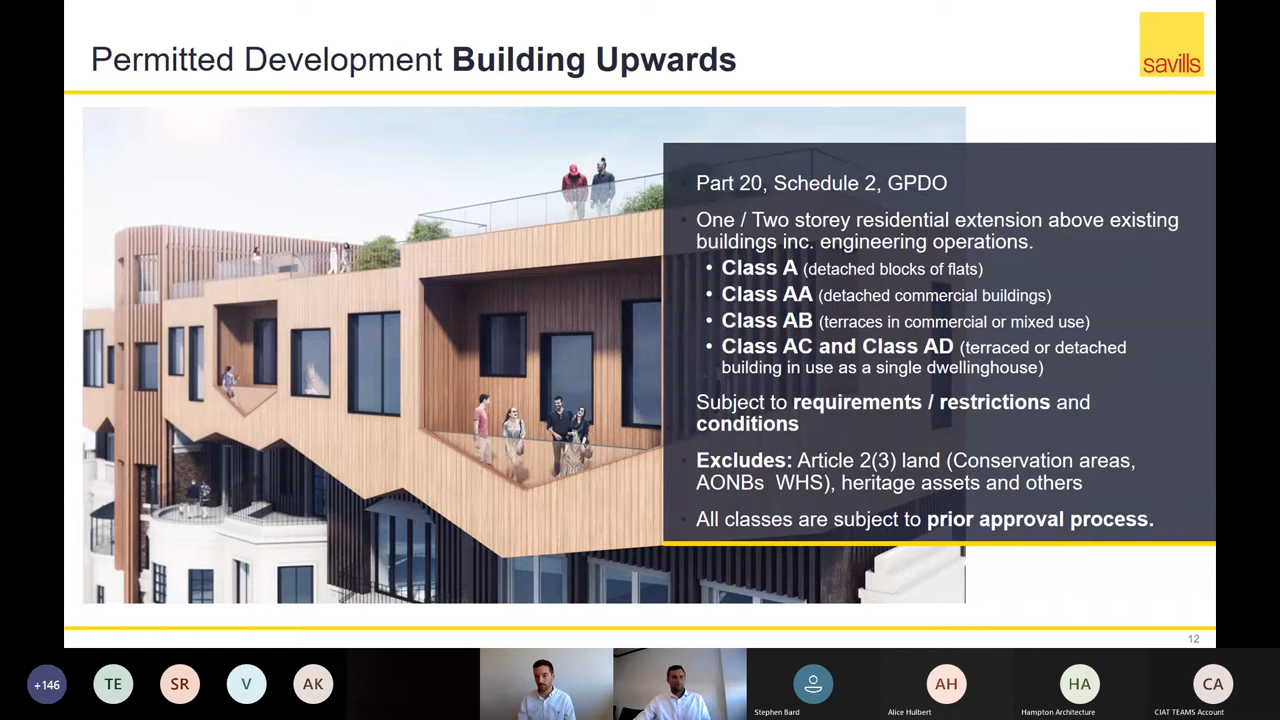 Permitted Development Building Upwards
savills
Part 20, Schedule 2, GPDO
One / Two storey residential extension above existing
buildings inc. engineering operations.
• Class A (detached blocks of flats)
• Class AA (detached commercial buildings)
• Class AB (terraces in commercial or mixed use)
• Class AC and Class AD (terraced or detached
building in use as a single dwellinghouse)
Subject to requirements / restrictions and
conditions
Excludes: Article 2(3) land (Conservation areas,
AONBs WHS), heritage assets and others
All classes are subject to prior approval process.
12
+146
TE
SR
V
AK
AH
HA
CA
Stephen Bard
Alice Hulbert
Hampton Architecture
CIAT TEAMS Account